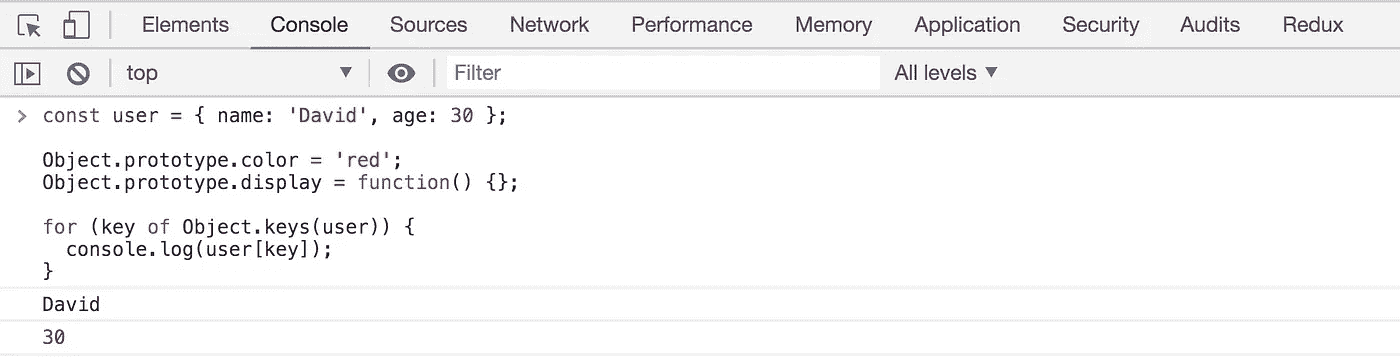 Elements Console Sources Network Performance Memory Application Security Audits Redux
top Filter All levels
> const user = { name: 'David', age: 30 };
Object.prototype.color = 'red';
Object.prototype.display = function() {};
for (key of Object.keys(user)) {
  console.log(user[key]);
}
David
30